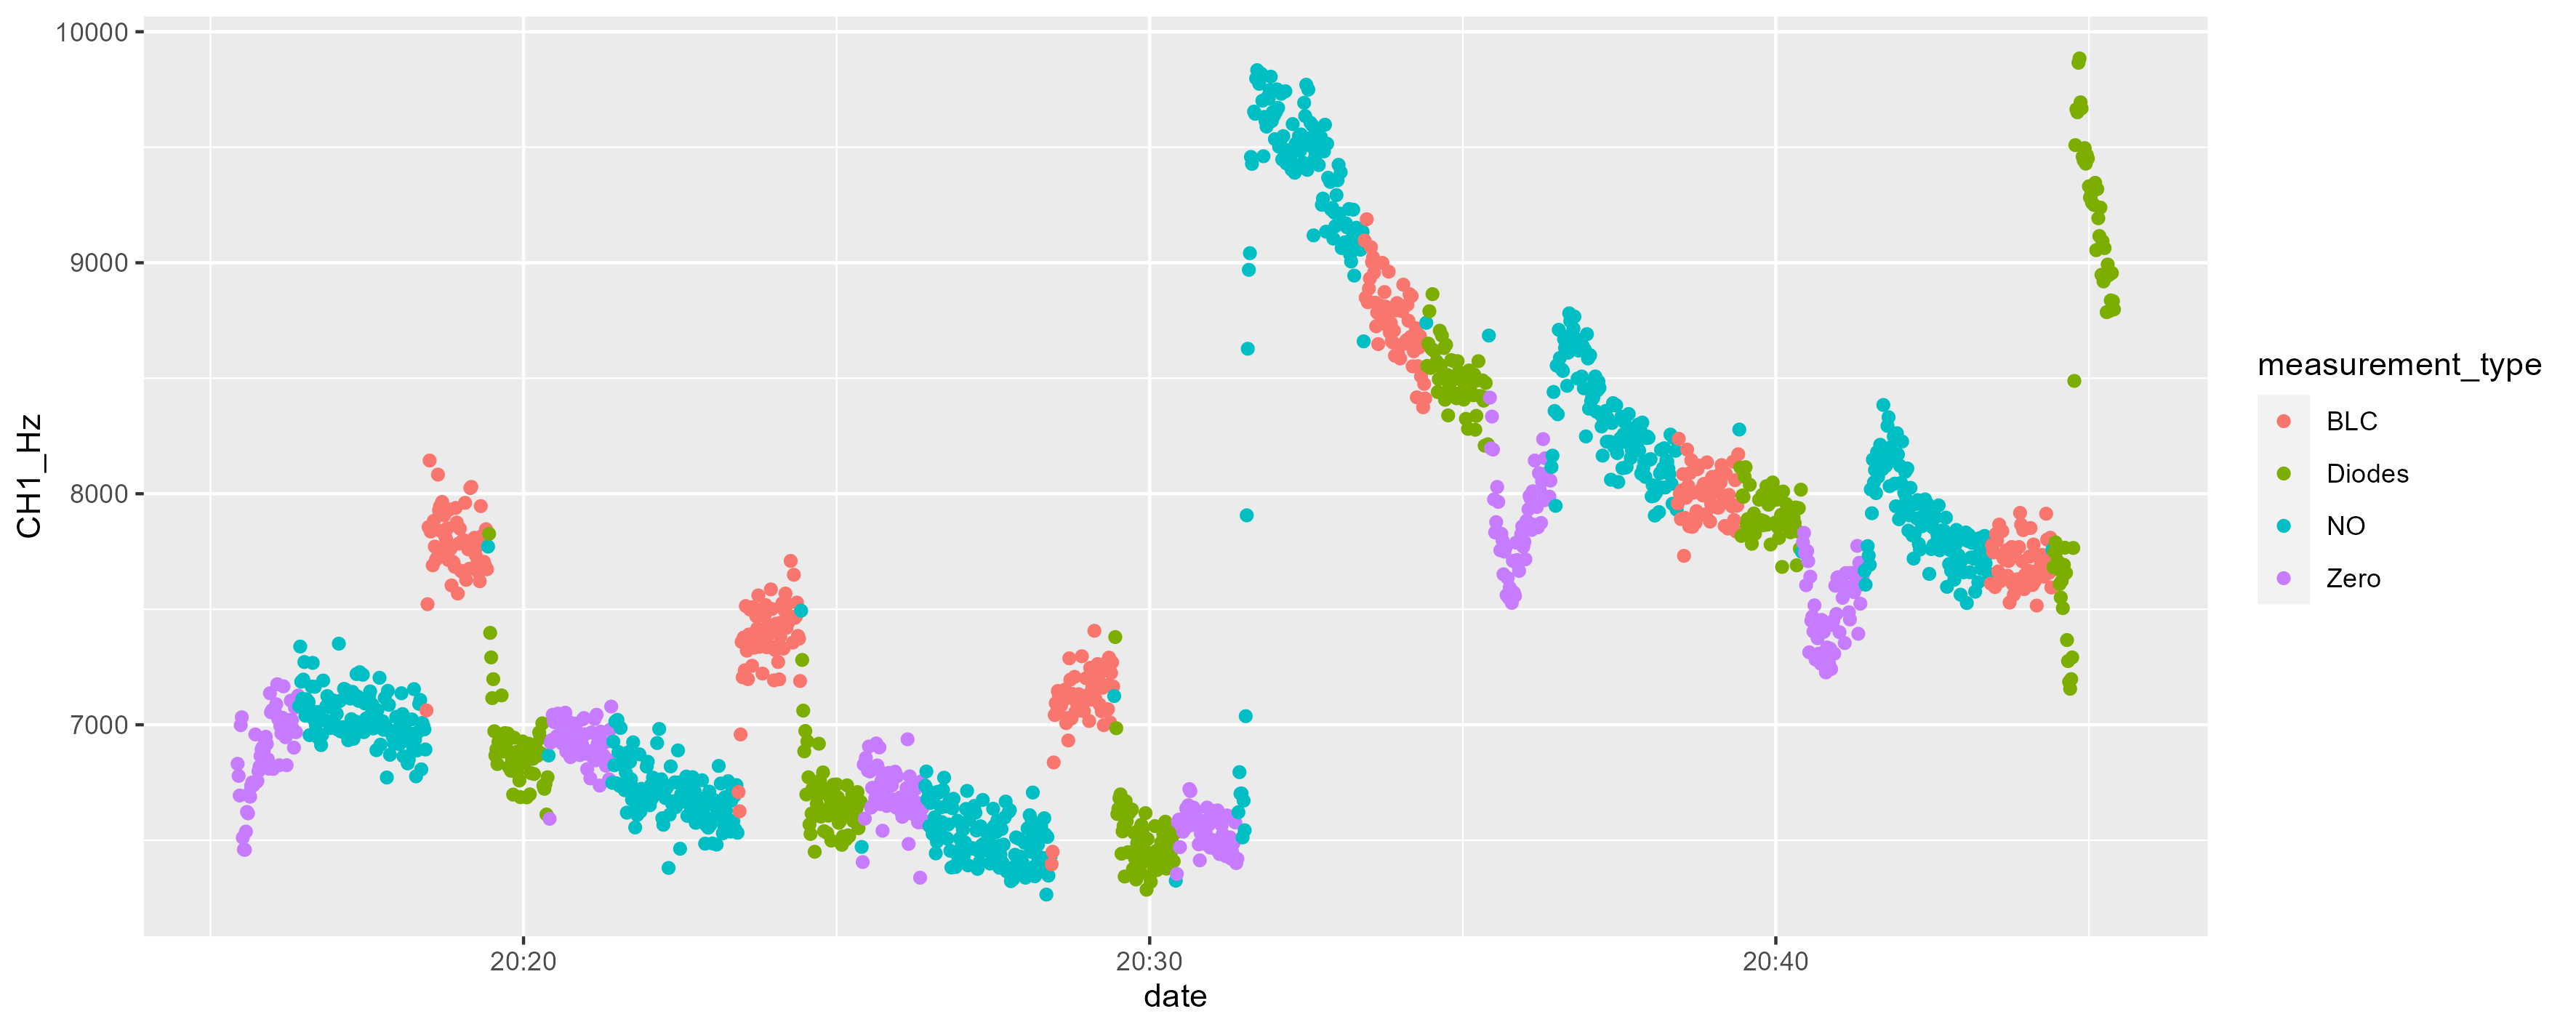 10000
9000
8000
7000
CH1_Hz
20:20
20:30
20:40
date
measurement_type
BLC
Diodes
NO
Zero